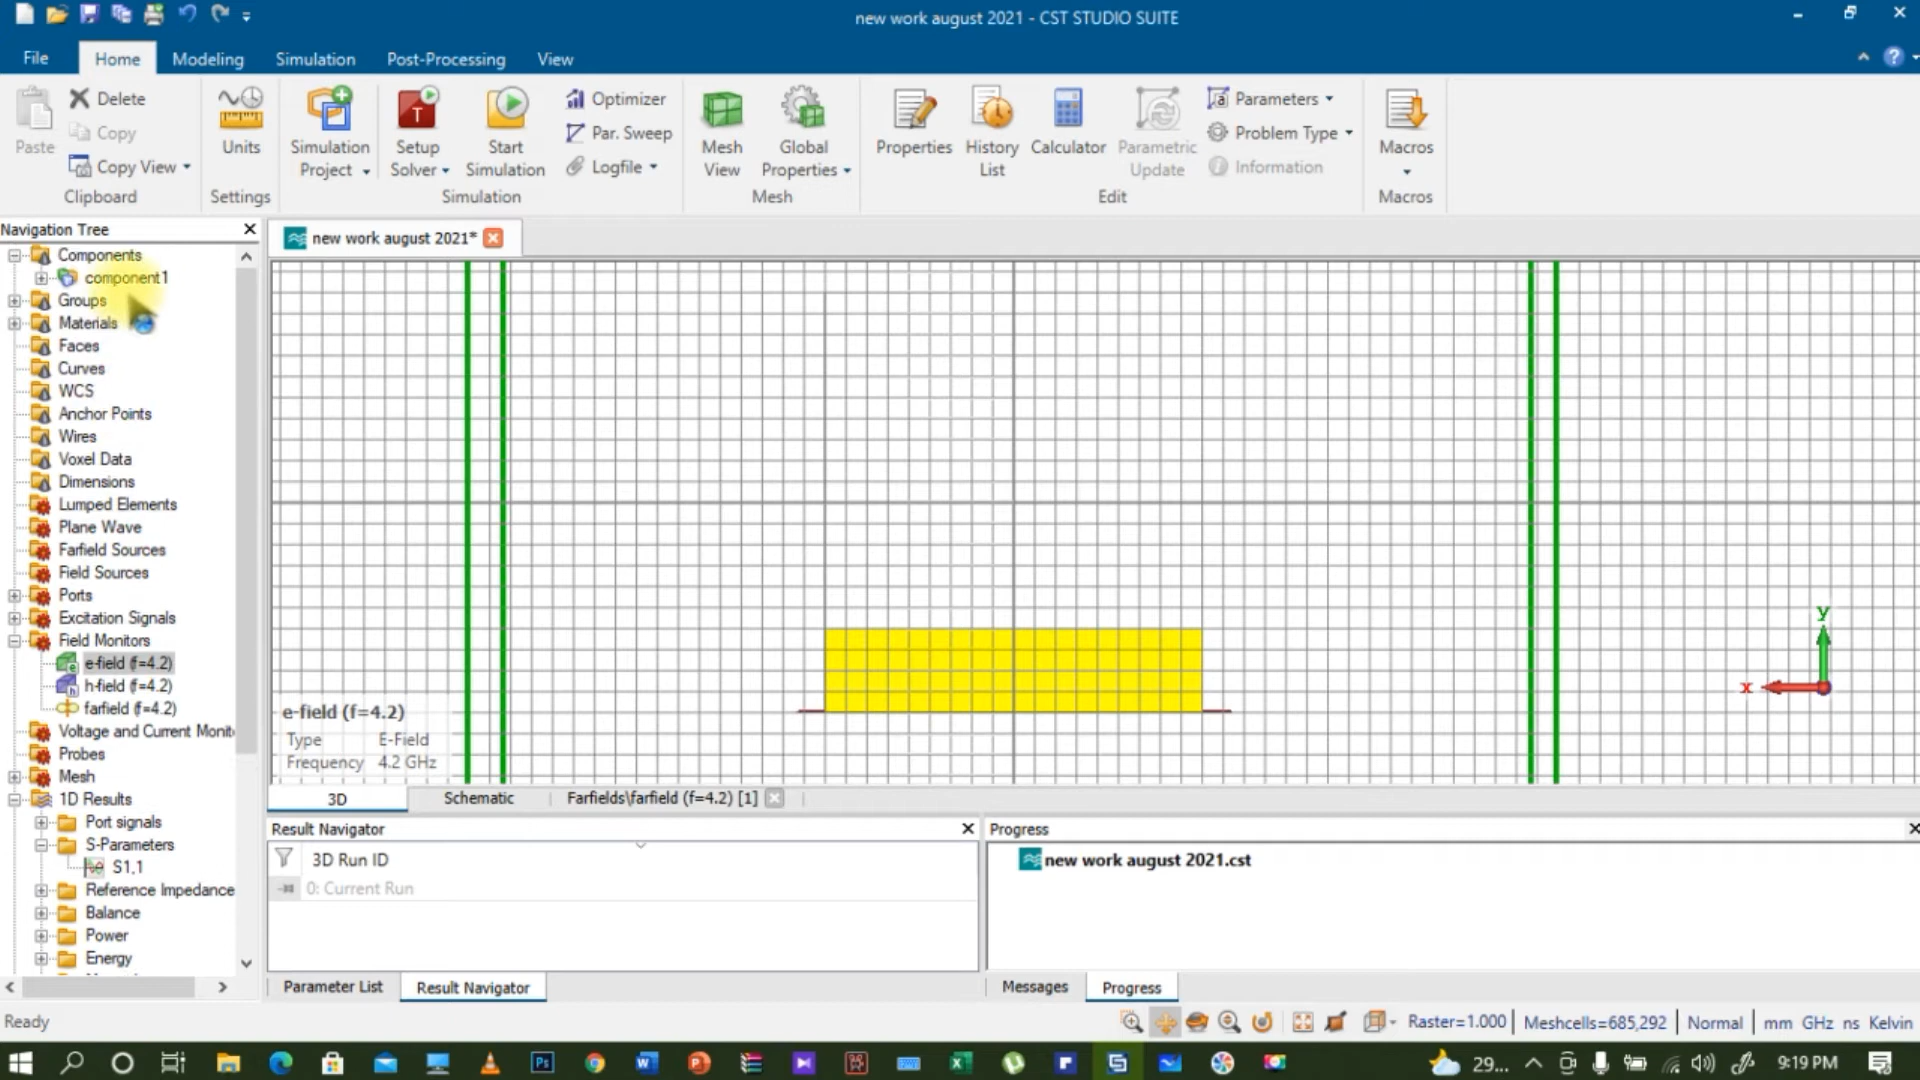 new work august 2021 - CST STUDIO SUITE
File Home Modeling Simulation Post-Processing View
Paste
Delete
Copy
Copy View
Clipboard
Units
Settings
Simulation Project
Setup Solver
Start Simulation
Optimizer
Par. Sweep
Logfile
Simulation
Mesh View
Global Properties
Mesh
Properties
History List
Calculator
Parametric Update
Parameters
Problem Type
Information
Edit
Macros
Macros
Navigation Tree
Components
component1
Groups
Materials
Faces
Curves
WCS
Anchor Points
Wires
Voxel Data
Dimensions
Lumped Elements
Plane Wave
Farfield Sources
Field Sources
Ports
Excitation Signals
Field Monitors
e-field (f=4.2)
h-field (f=4.2)
farfield (f=4.2)
Voltage and Current Monit
Probes
Mesh
1D Results
Port signals
S-Parameters
S1,1
Reference Impedance
Balance
Power
Energy
new work august 2021*
y
x
e-field (f=4.2)
Type E-Field
Frequency 4.2 GHz
3D Schematic Farfields\farfield (f=4.2) [1]
Result Navigator
3D Run ID
0: Current Run
Parameter List Result Navigator
Progress
new work august 2021.cst
Messages Progress
Ready
Raster=1.000 Meshcells=685,292 Normal mm GHz ns Kelvin
29... 9:19 PM